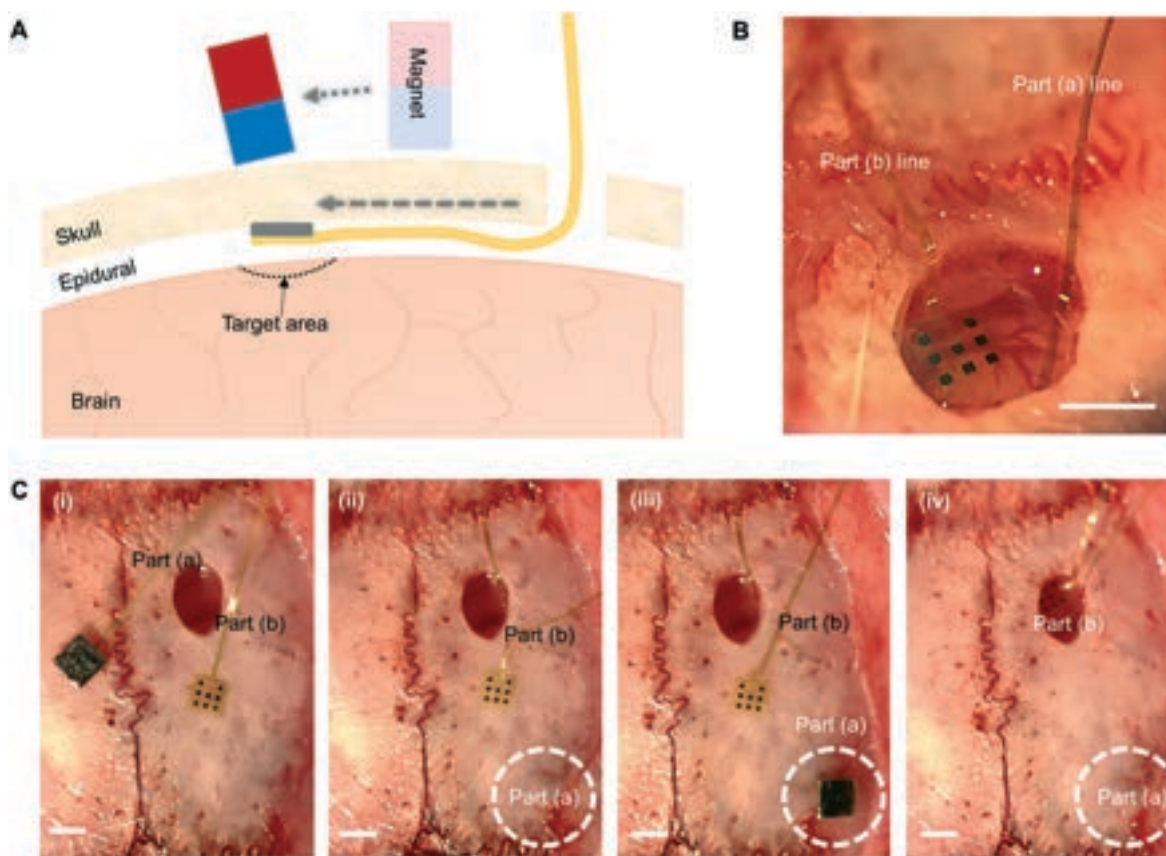 A
Magnet
Skull
Epidural
Target area
Brain
B
Part (a) line
Part (b) line
C
(i)
Part (a)
Part (b)
(ii)
Part (b)
Part (a)
(iii)
Part (b)
Part (a)
(iv)
Part (b)
Part (a)